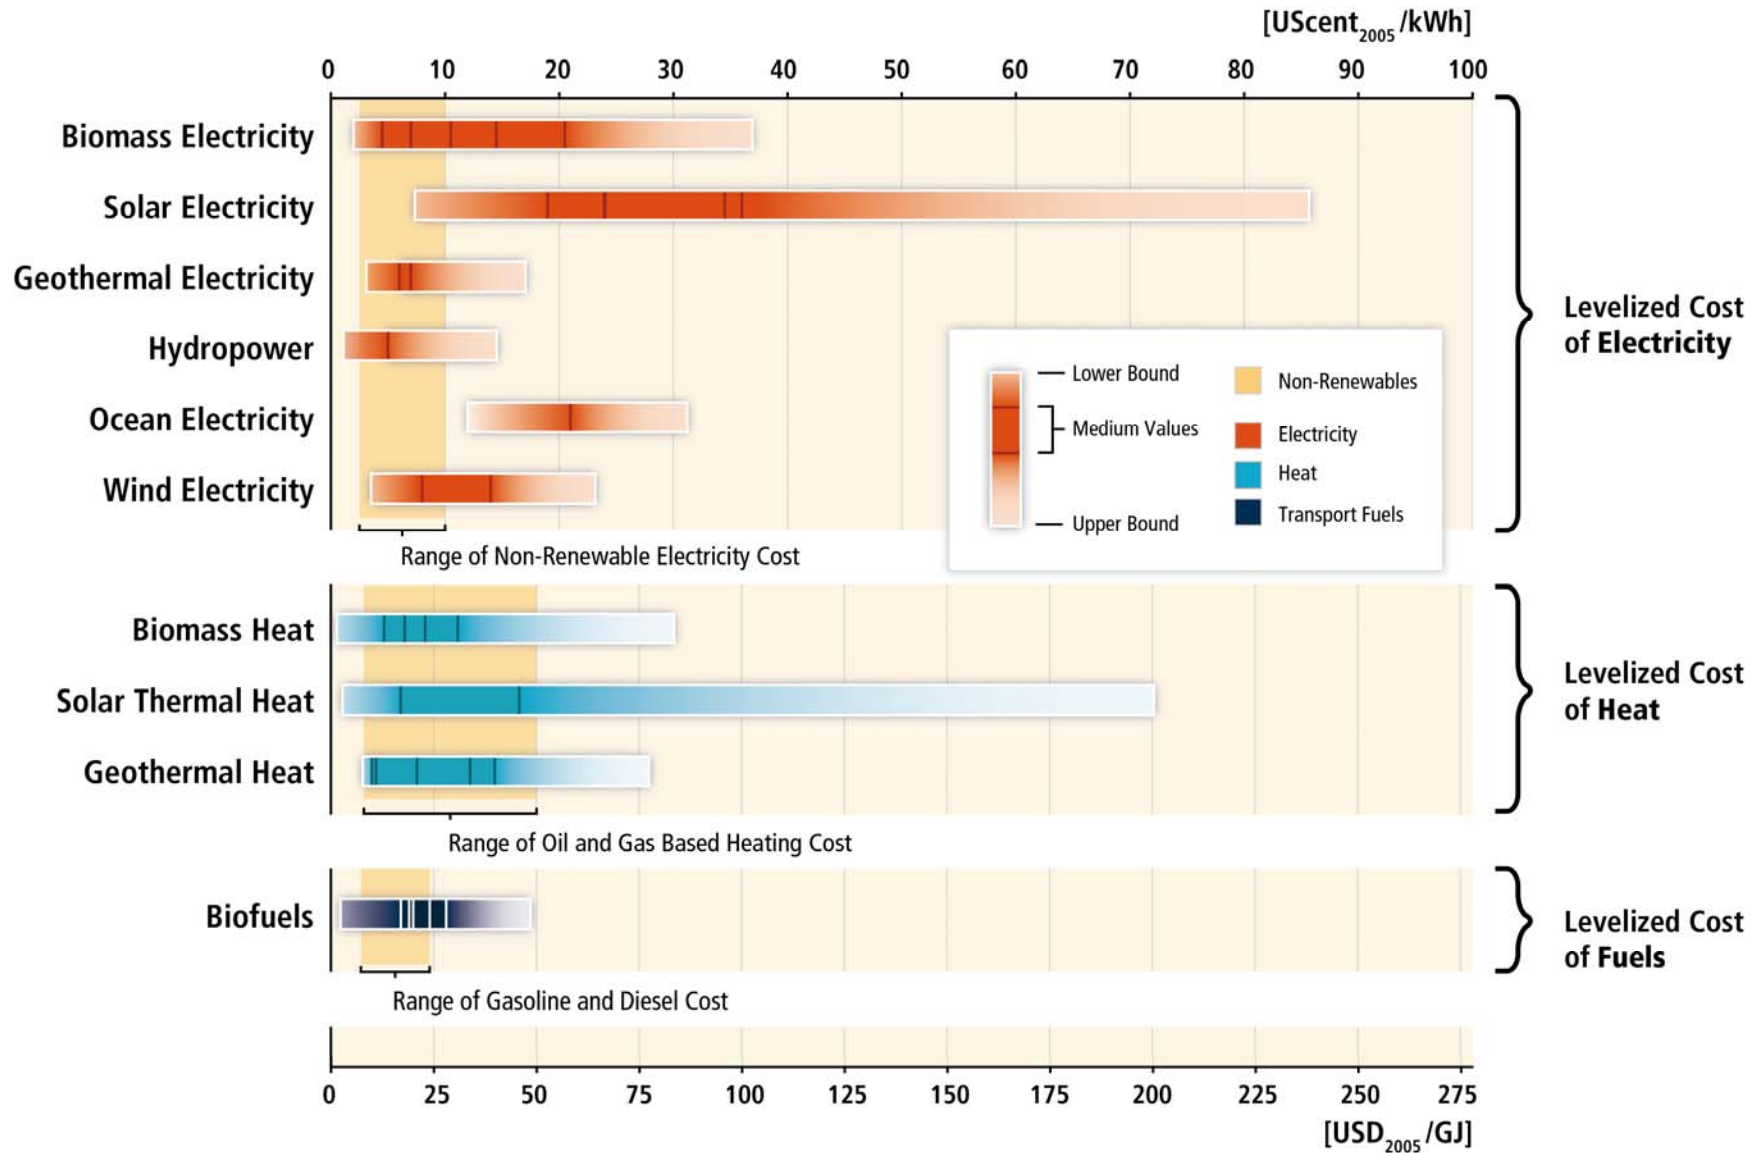 [UScent2005/kWh]
0 10 20 30 40 50 60 70 80 90 100
Biomass Electricity
Solar Electricity
Geothermal Electricity
Hydropower
Ocean Electricity
Wind Electricity
Range of Non-Renewable Electricity Cost
Levelized Cost
of Electricity
Lower Bound
Medium Values
Upper Bound
Non-Renewables
Electricity
Heat
Transport Fuels
Biomass Heat
Solar Thermal Heat
Geothermal Heat
Range of Oil and Gas Based Heating Cost
Levelized Cost
of Heat
Biofuels
Range of Gasoline and Diesel Cost
Levelized Cost
of Fuels
0 25 50 75 100 125 150 175 200 225 250 275
[USD2005/GJ]